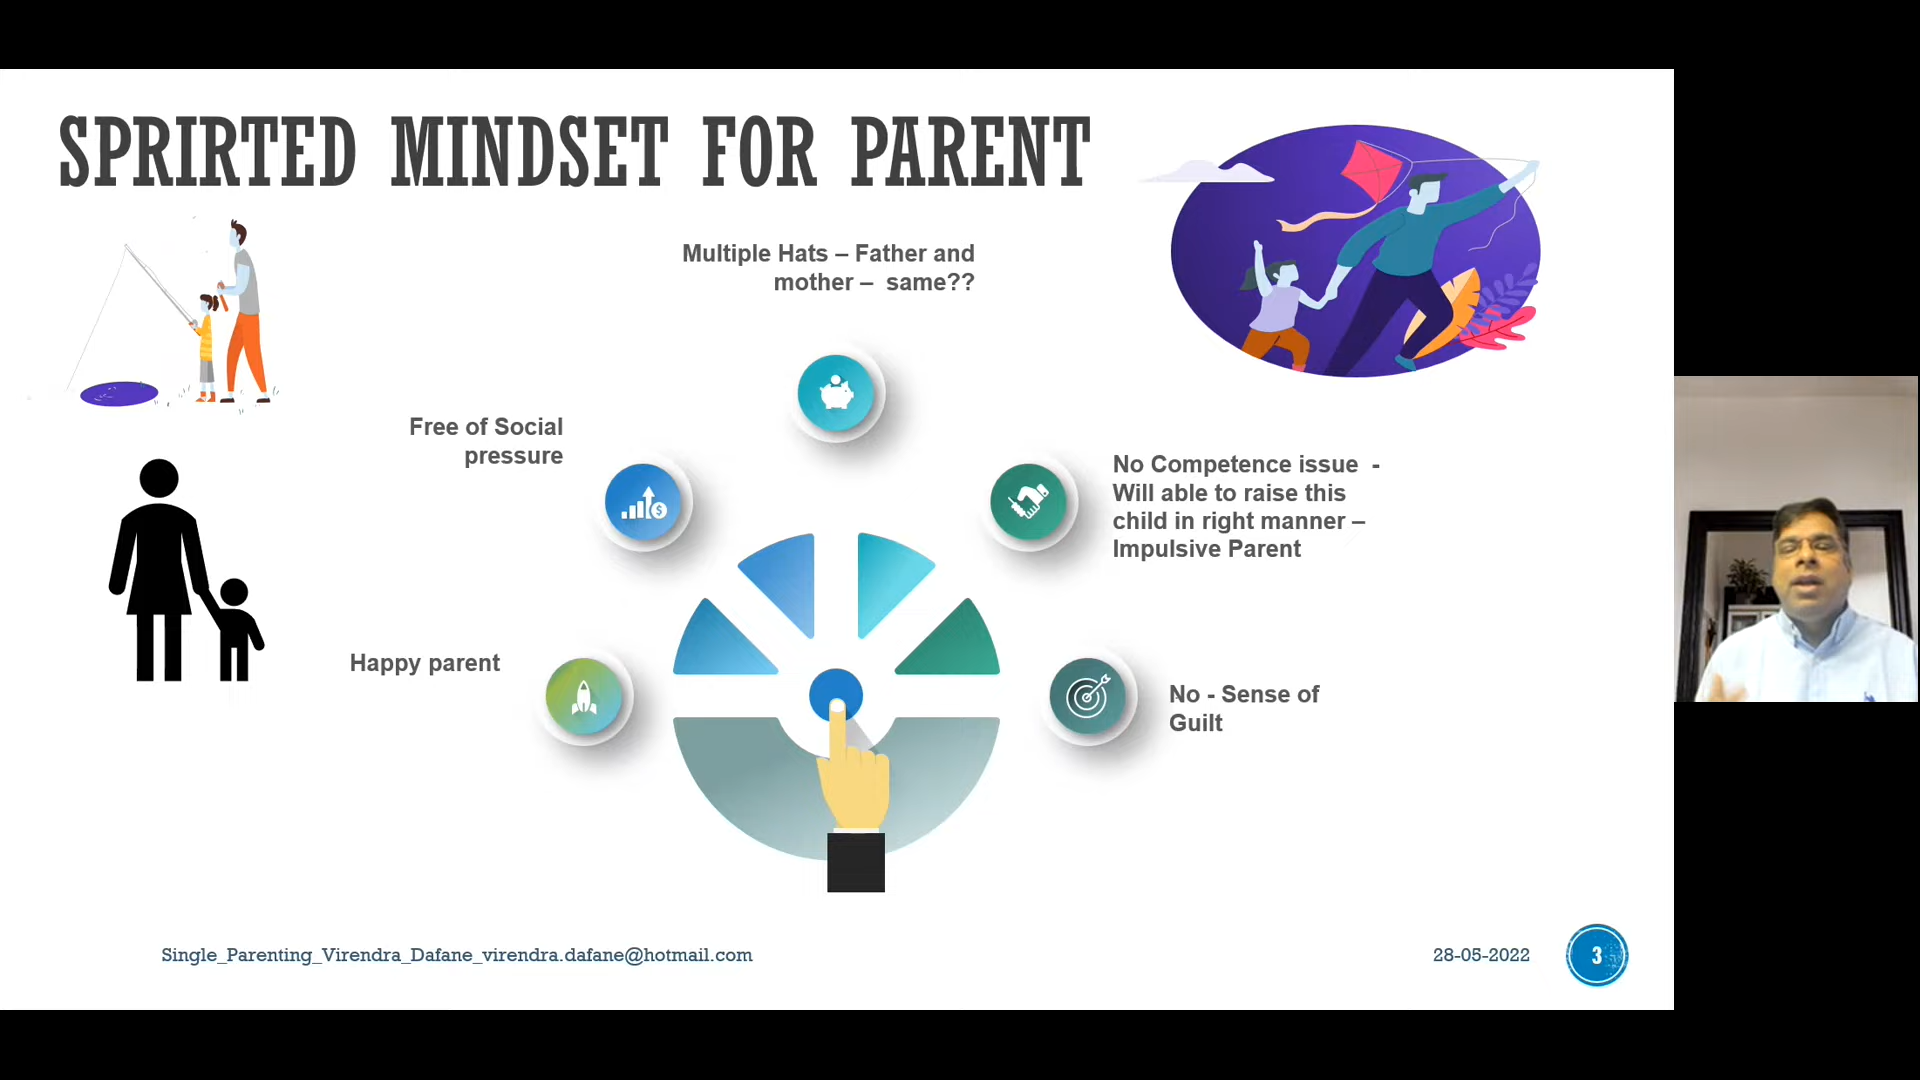 SPRIRTED MINDSET FOR PARENT
Multiple Hats – Father and
mother – same??
Free of Social
pressure
No Competence issue -
Will able to raise this
child in right manner –
Impulsive Parent
Happy parent
No - Sense of
Guilt
Single_Parenting_Virendra_Dafane_virendra.dafane@hotmail.com
28-05-2022
3